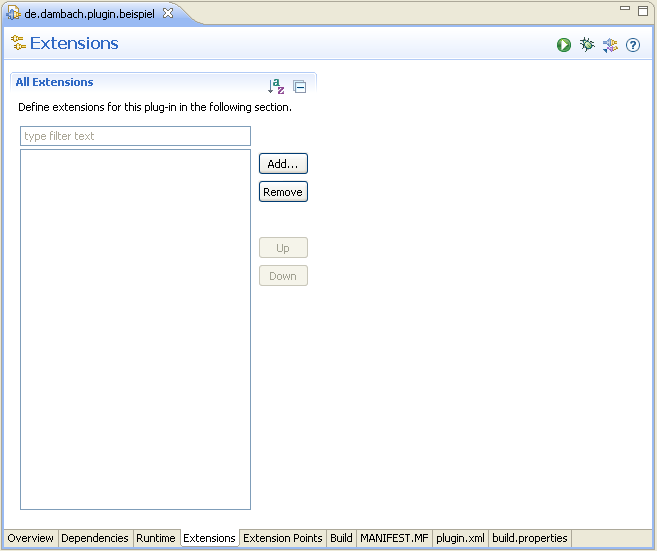 de.dambach.plugin.beispiel
Extensions
All Extensions
Define extensions for this plug-in in the following section.
type filter text
Add...
Remove
Up
Down
Overview Dependencies Runtime Extensions Extension Points Build MANIFEST.MF plugin.xml build.properties